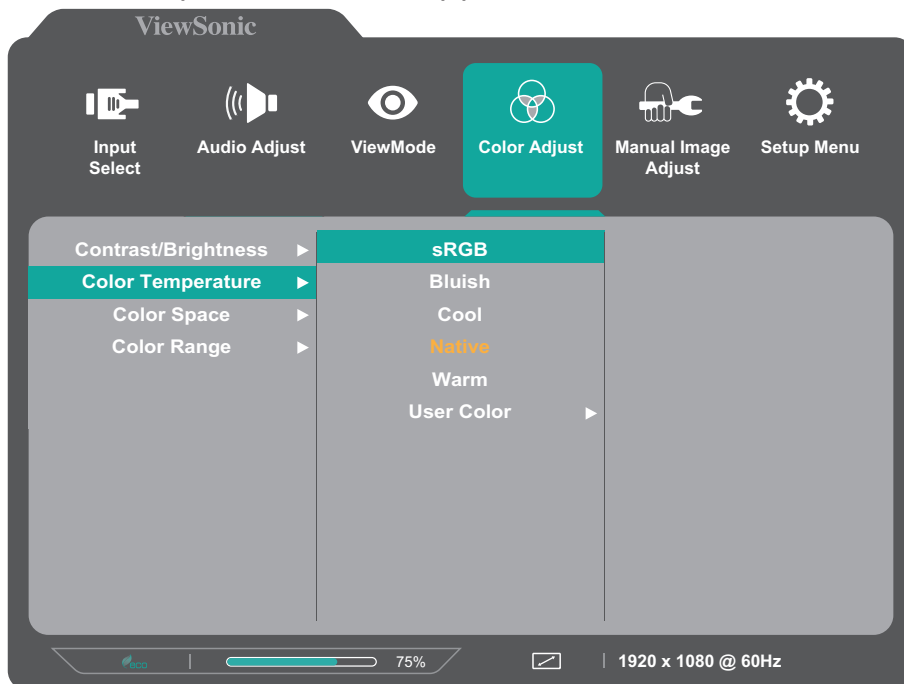 ViewSonic
Input Select
Audio Adjust
ViewMode
Color Adjust
Manual Image Adjust
Setup Menu
Contrast/Brightness
Color Temperature
Color Space
Color Range
sRGB
Bluish
Cool
Native
Warm
User Color
eco
75%
1920 x 1080 @ 60Hz